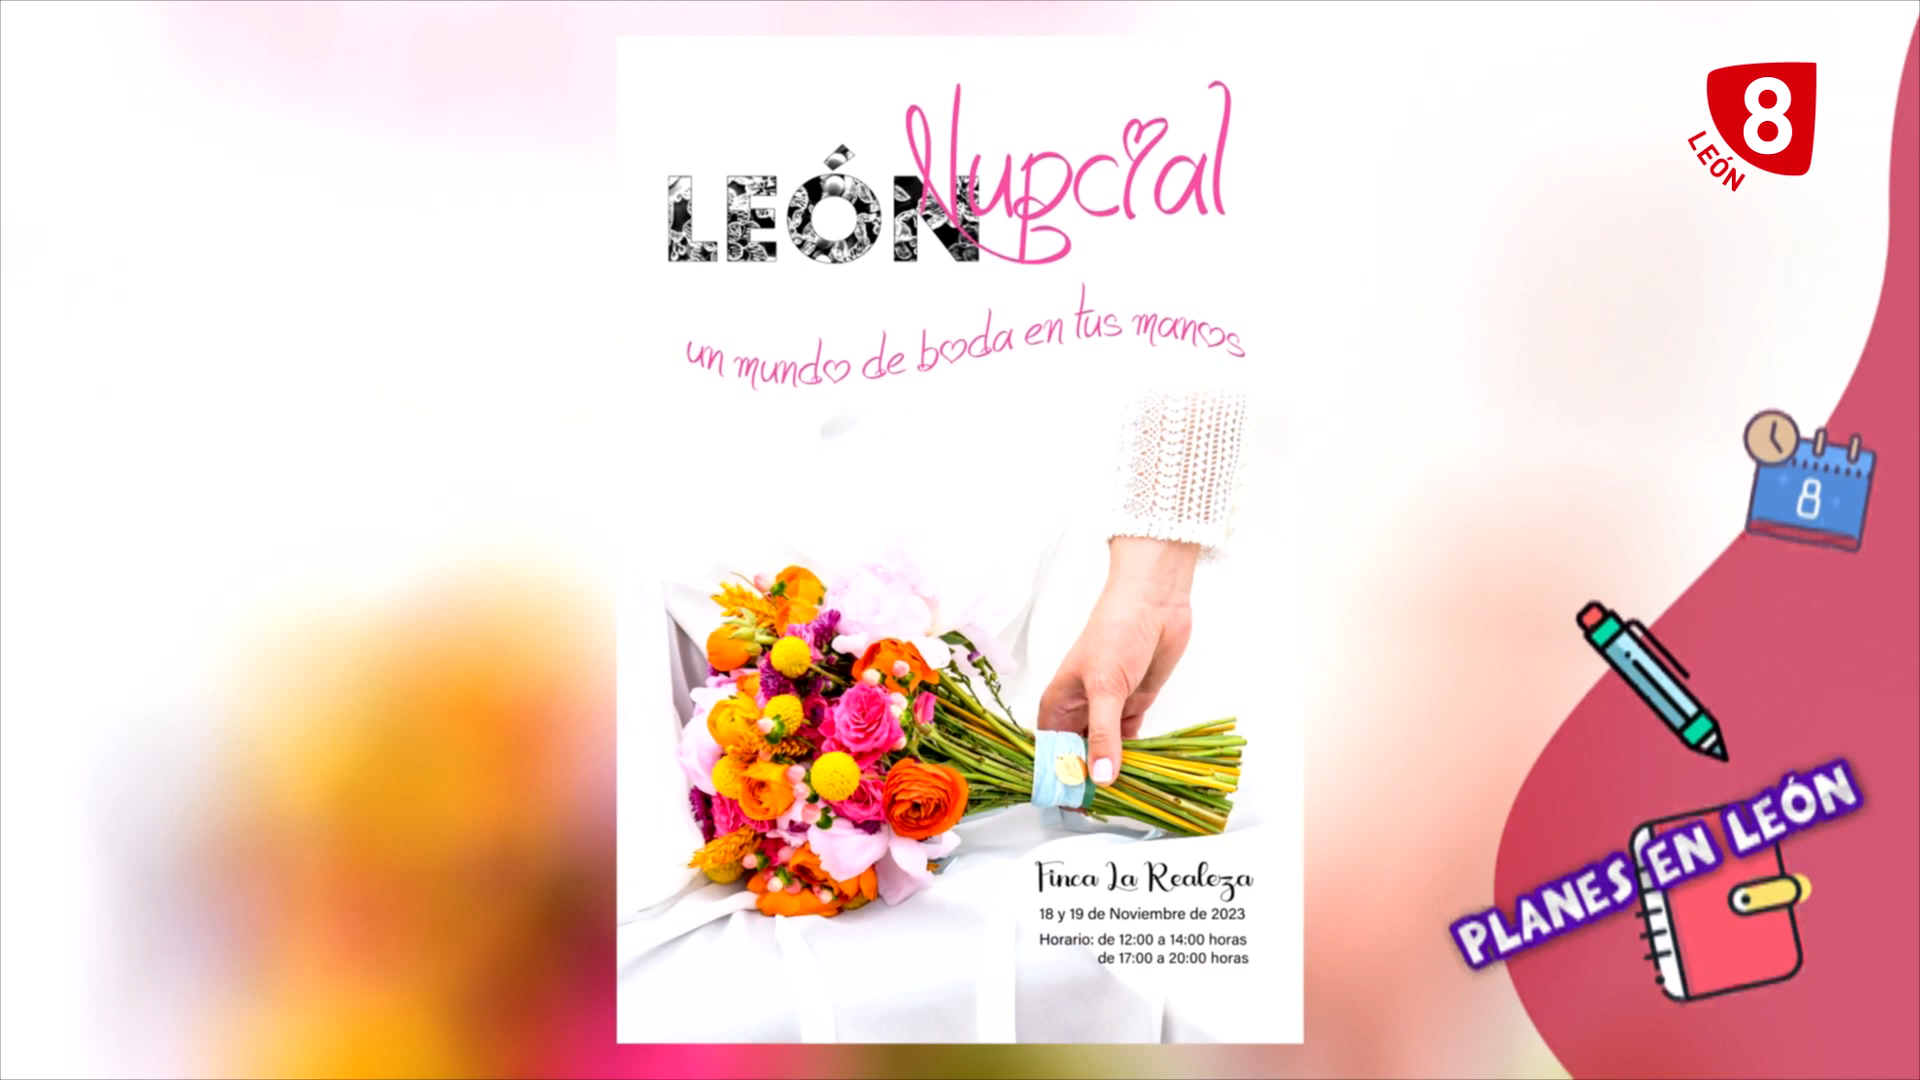 LEÓN Nupcial
un mundo de boda en tus manos
Finca La Realeza
18 y 19 de Noviembre de 2023
Horario: de 12:00 a 14:00 horas
de 17:00 a 20:00 horas
8
LEÓN
8
PLANES EN LEÓN